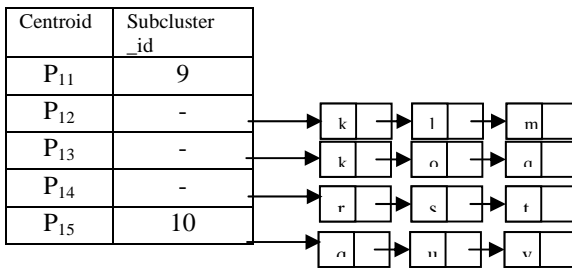 Centroid Subcluster
_id
P₁₁ 9
P₁₂ - k l m
P₁₃ - k o q
P₁₄ - r s t
P₁₅ 10
q u v